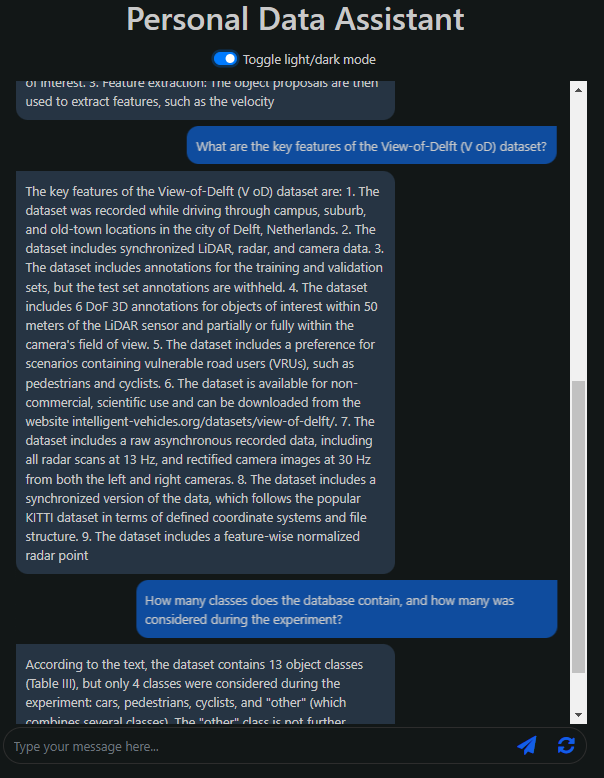 Personal Data Assistant
Toggle light/dark mode
of interest. 3. Feature extraction: The object proposals are then
used to extract features, such as the velocity
What are the key features of the View-of-Delft (V oD) dataset?
The key features of the View-of-Delft (V oD) dataset are: 1. The
dataset was recorded while driving through campus, suburb,
and old-town locations in the city of Delft, Netherlands. 2. The
dataset includes synchronized LiDAR, radar, and camera data. 3.
The dataset includes annotations for the training and validation
sets, but the test set annotations are withheld. 4. The dataset
includes 6 DoF 3D annotations for objects of interest within 50
meters of the LiDAR sensor and partially or fully within the
camera's field of view. 5. The dataset includes a preference for
scenarios containing vulnerable road users (VRUs), such as
pedestrians and cyclists. 6. The dataset is available for non-
commercial, scientific use and can be downloaded from the
website intelligent-vehicles.org/datasets/view-of-delft/. 7. The
dataset includes a raw asynchronous recorded data, including
all radar scans at 13 Hz, and rectified camera images at 30 Hz
from both the left and right cameras. 8. The dataset includes a
synchronized version of the data, which follows the popular
KITTI dataset in terms of defined coordinate systems and file
structure. 9. The dataset includes a feature-wise normalized
radar point
How many classes does the database contain, and how many was
considered during the experiment?
According to the text, the dataset contains 13 object classes
(Table III), but only 4 classes were considered during the
experiment: cars, pedestrians, cyclists, and "other" (which
combines several classes). The "other" class is not further
Type your message here...